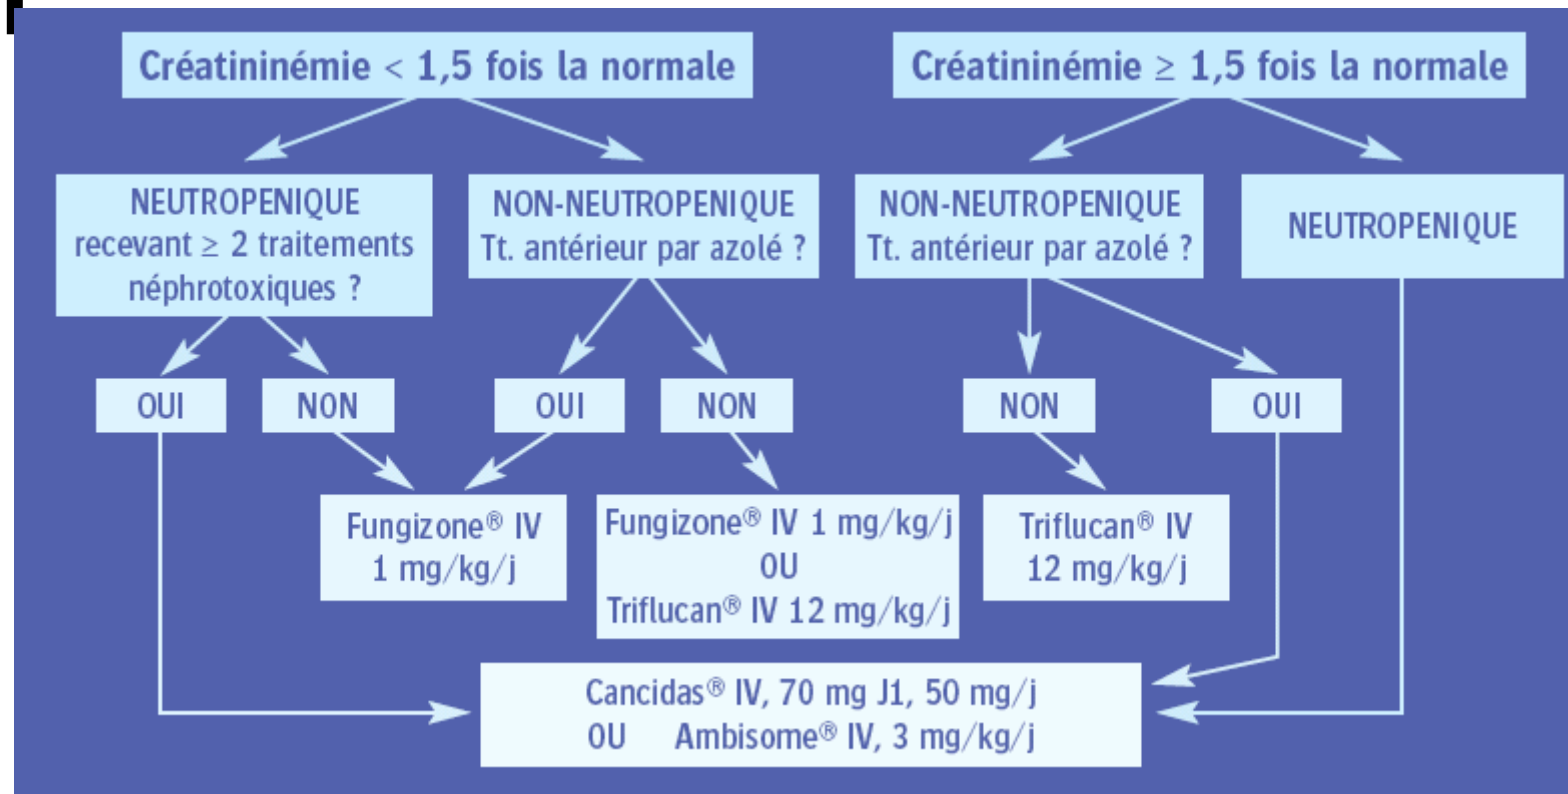 Créatininémie < 1,5 fois la normale
Créatininémie ≥ 1,5 fois la normale
NEUTROPENIQUE
recevant ≥ 2 traitements
néphrotoxiques ?
NON-NEUTROPENIQUE
Tt. antérieur par azolé ?
NON-NEUTROPENIQUE
Tt. antérieur par azolé ?
NEUTROPENIQUE
OUI
NON
OUI
NON
NON
OUI
Fungizone® IV
1 mg/kg/j
Fungizone® IV 1 mg/kg/j
OU
Triflucan® IV 12 mg/kg/j
Triflucan® IV
12 mg/kg/j
Cancidas® IV, 70 mg J1, 50 mg/j
OU Ambisome® IV, 3 mg/kg/j